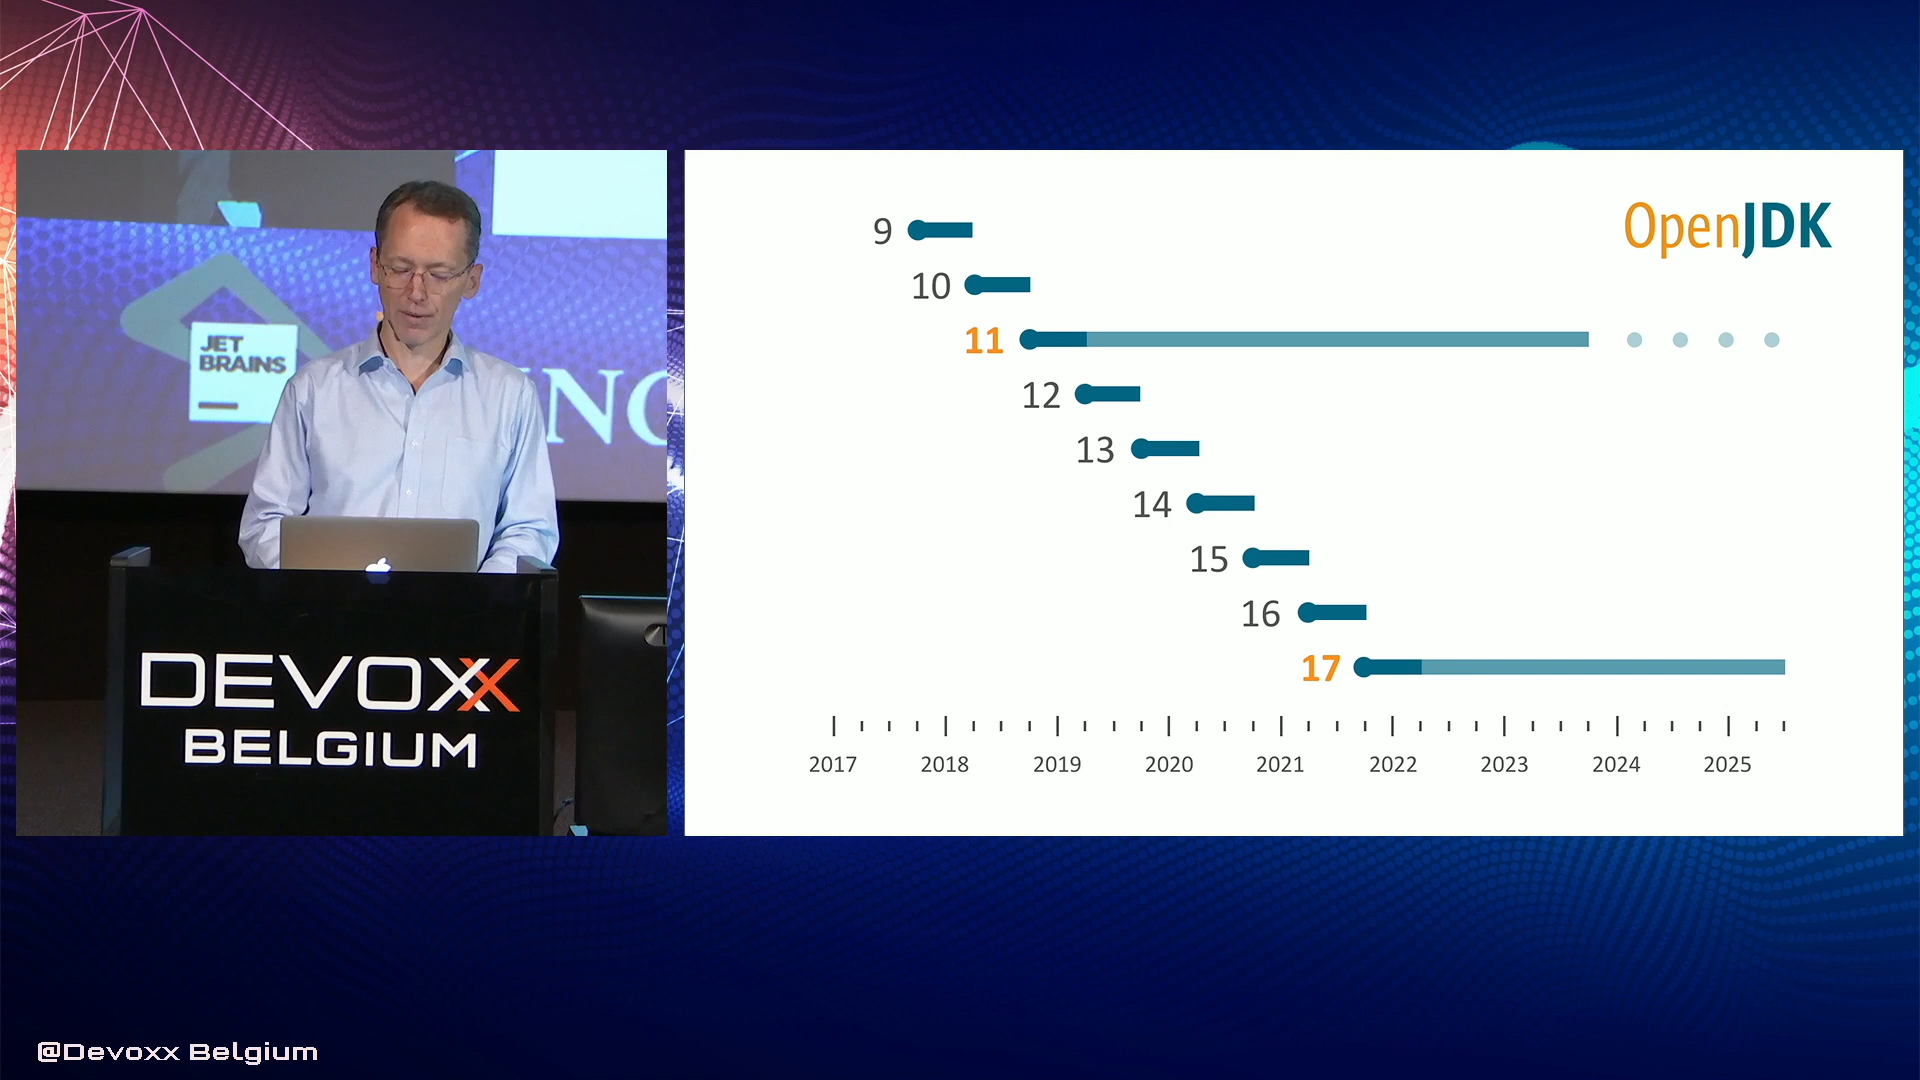 JET
BRAINS
NO
DEVOXX
BELGIUM
OpenJDK
9
10
11
12
13
14
15
16
17
2017 2018 2019 2020 2021 2022 2023 2024 2025
@Devoxx Belgium